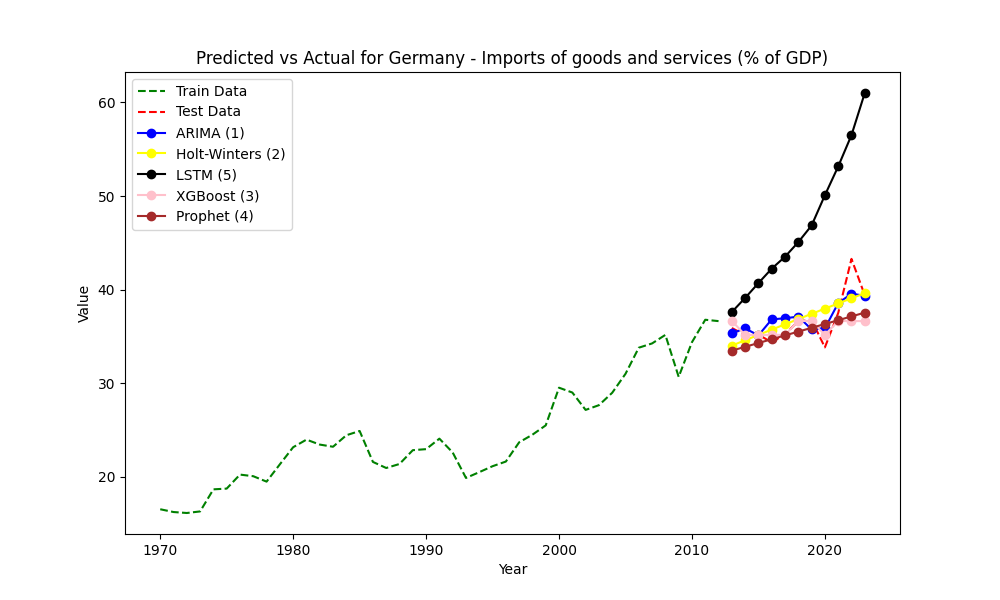 Predicted vs Actual for Germany - Imports of goods and services (% of GDP)
Train Data
Test Data
ARIMA (1)
Holt-Winters (2)
LSTM (5)
XGBoost (3)
Prophet (4)
60
50
40
30
20
Value
1970
1980
1990
2000
2010
2020
Year